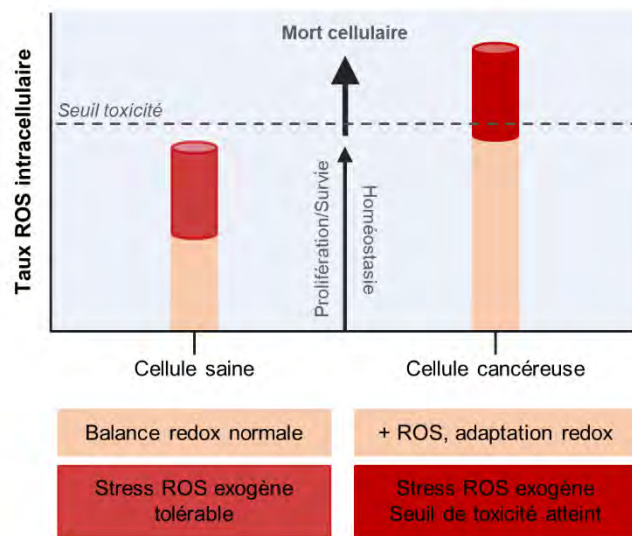 Mort cellulaire
Seuil toxicité
Taux ROS intracellulaire
Prolifération/Survie
Homéostasie
Cellule saine
Cellule cancéreuse
Balance redox normale
+ ROS, adaptation redox
Stress ROS exogène
tolérable
Stress ROS exogène
Seuil de toxicité atteint